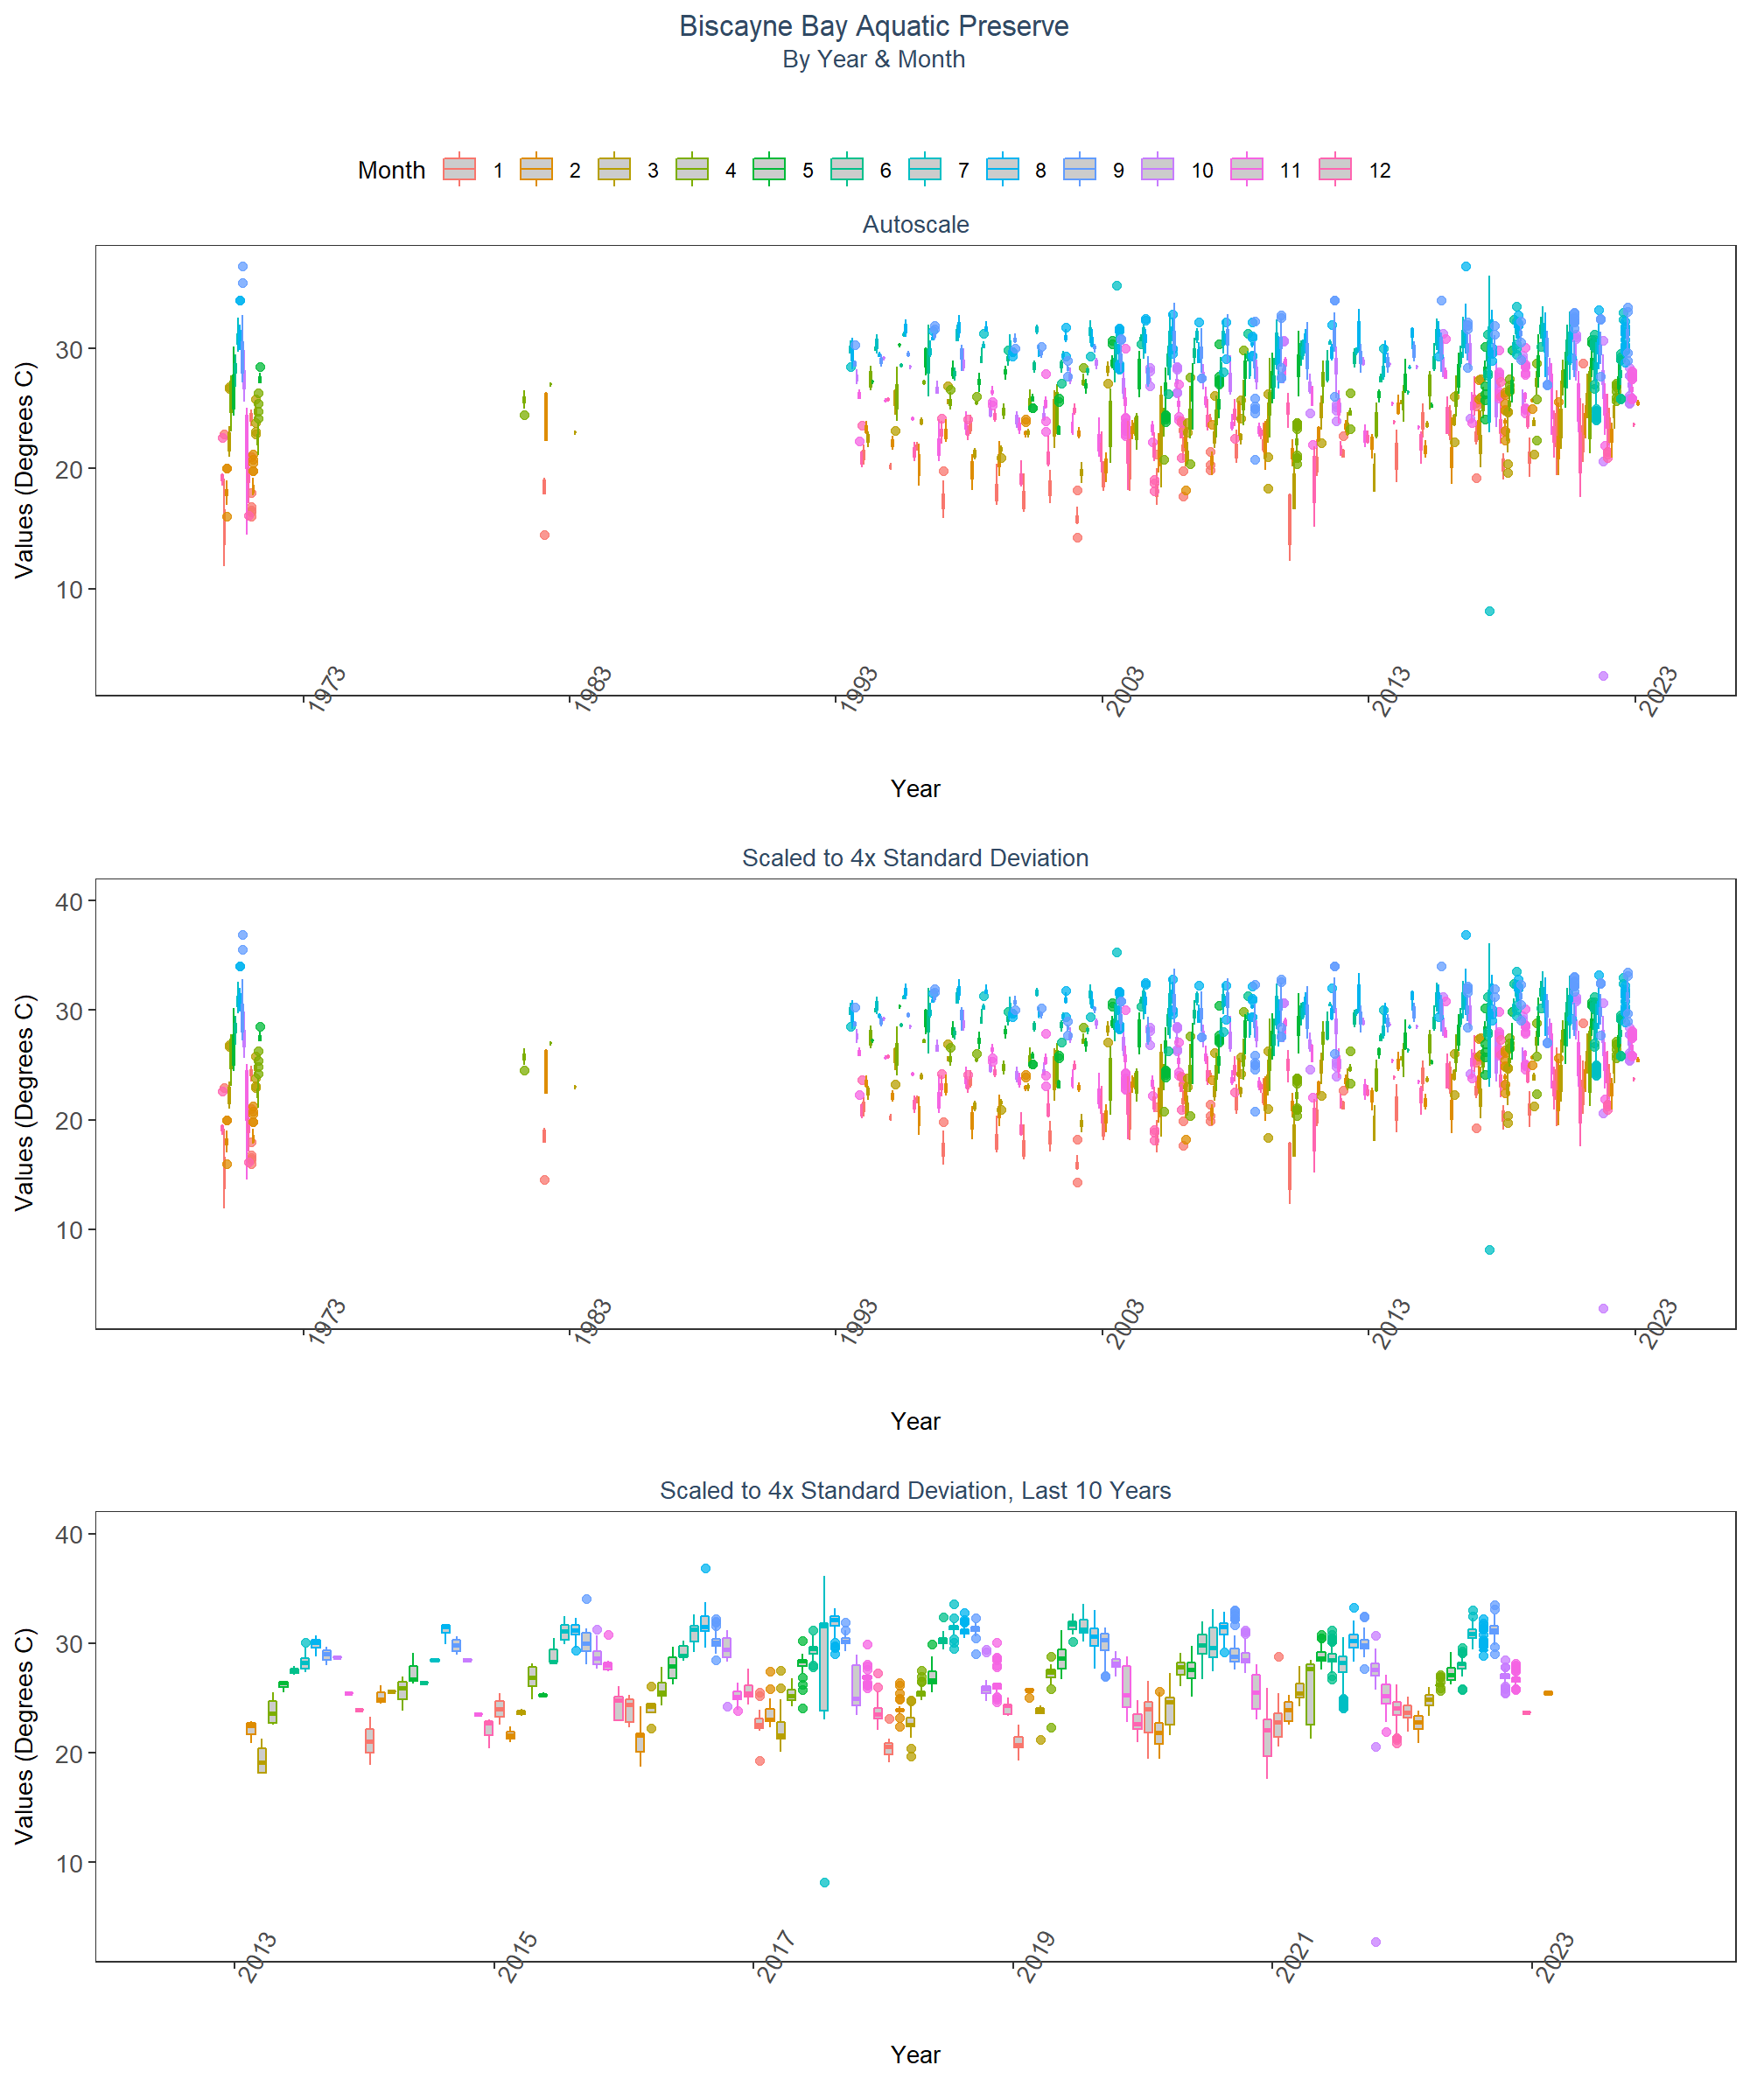 Biscayne Bay Aquatic Preserve
By Year & Month
Month 1 2 3 4 5 6 7 8 9 10 11 12
Autoscale
Values (Degrees C)
30
20
10
1973 1983 1993 2003 2013 2023
Year
Scaled to 4x Standard Deviation
Values (Degrees C)
40
30
20
10
1973 1983 1993 2003 2013 2023
Year
Scaled to 4x Standard Deviation, Last 10 Years
Values (Degrees C)
40
30
20
10
2013 2015 2017 2019 2021 2023
Year